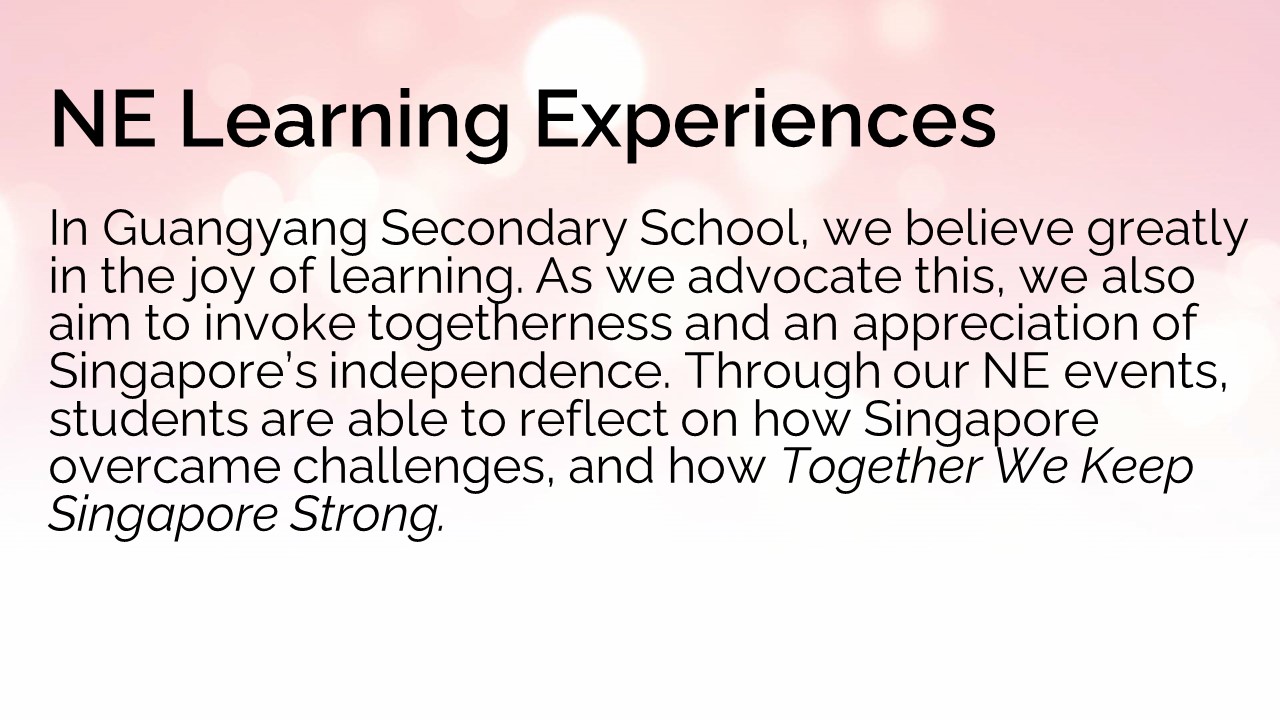 NE Learning Experiences
In Guangyang Secondary School, we believe greatly
in the joy of learning. As we advocate this, we also
aim to invoke togetherness and an appreciation of
Singapore’s independence. Through our NE events,
students are able to reflect on how Singapore
overcame challenges, and how Together We Keep
Singapore Strong.